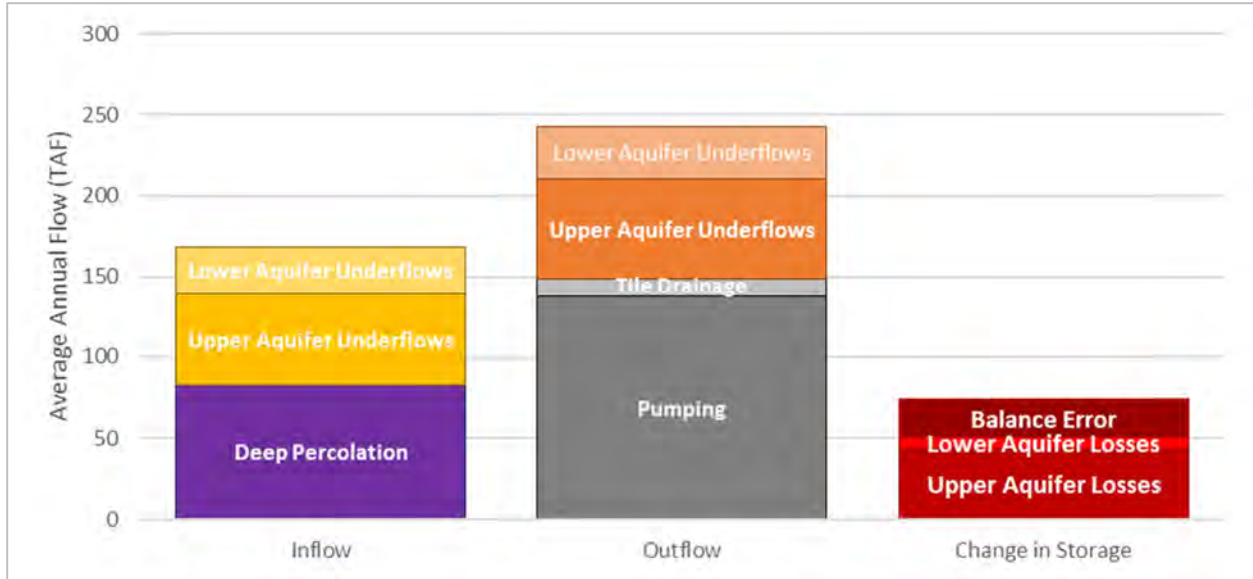 300
250
200
150
100
50
0
Average Annual Flow (TAF)
Lower Aquifer Underflows
Upper Aquifer Underflows
Deep Percolation
Lower Aquifer Underflows
Upper Aquifer Underflows
Tile Drainage
Pumping
Balance Error
Lower Aquifer Losses
Upper Aquifer Losses
Inflow
Outflow
Change in Storage